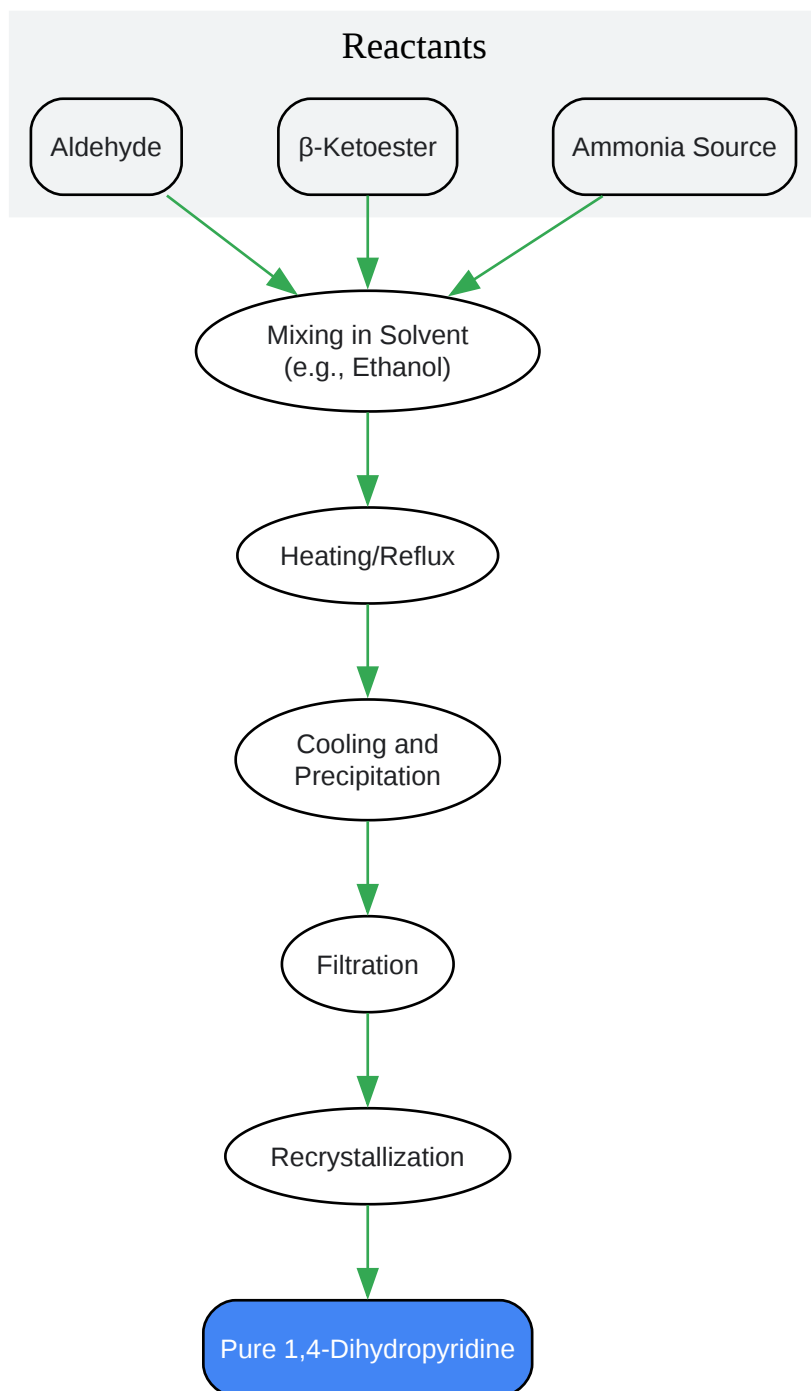 Reactants
Aldehyde
β-Ketoester
Ammonia Source
Mixing in Solvent
(e.g., Ethanol)
Heating/Reflux
Cooling and
Precipitation
Filtration
Recrystallization
Pure 1,4-Dihydropyridine